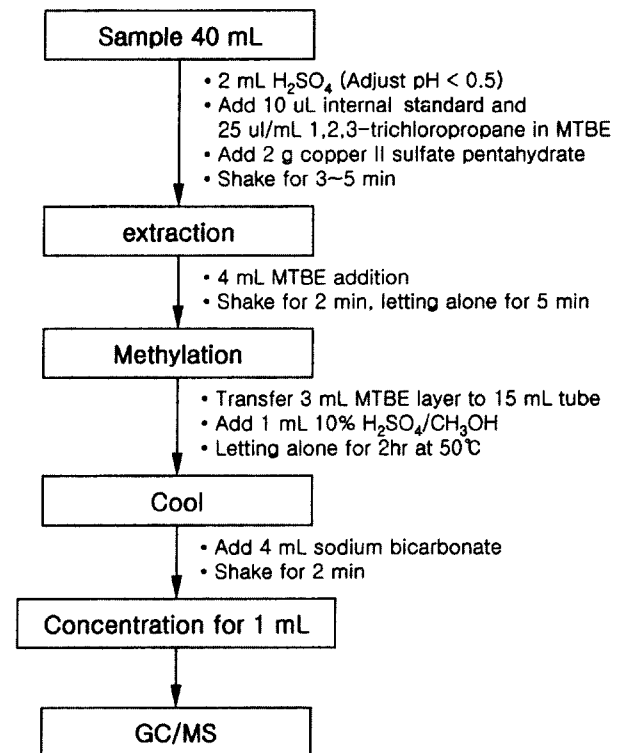 Sample 40 mL
• 2 mL H₂SO₄ (Adjust pH < 0.5)
• Add 10 uL internal standard and
25 ul/mL 1,2,3-trichloropropane in MTBE
• Add 2 g copper II sulfate pentahydrate
• Shake for 3~5 min
extraction
• 4 mL MTBE addition
• Shake for 2 min, letting alone for 5 min
Methylation
• Transfer 3 mL MTBE layer to 15 mL tube
• Add 1 mL 10% H₂SO₄/CH₃OH
• Letting alone for 2hr at 50℃
Cool
• Add 4 mL sodium bicarbonate
• Shake for 2 min
Concentration for 1 mL
GC/MS